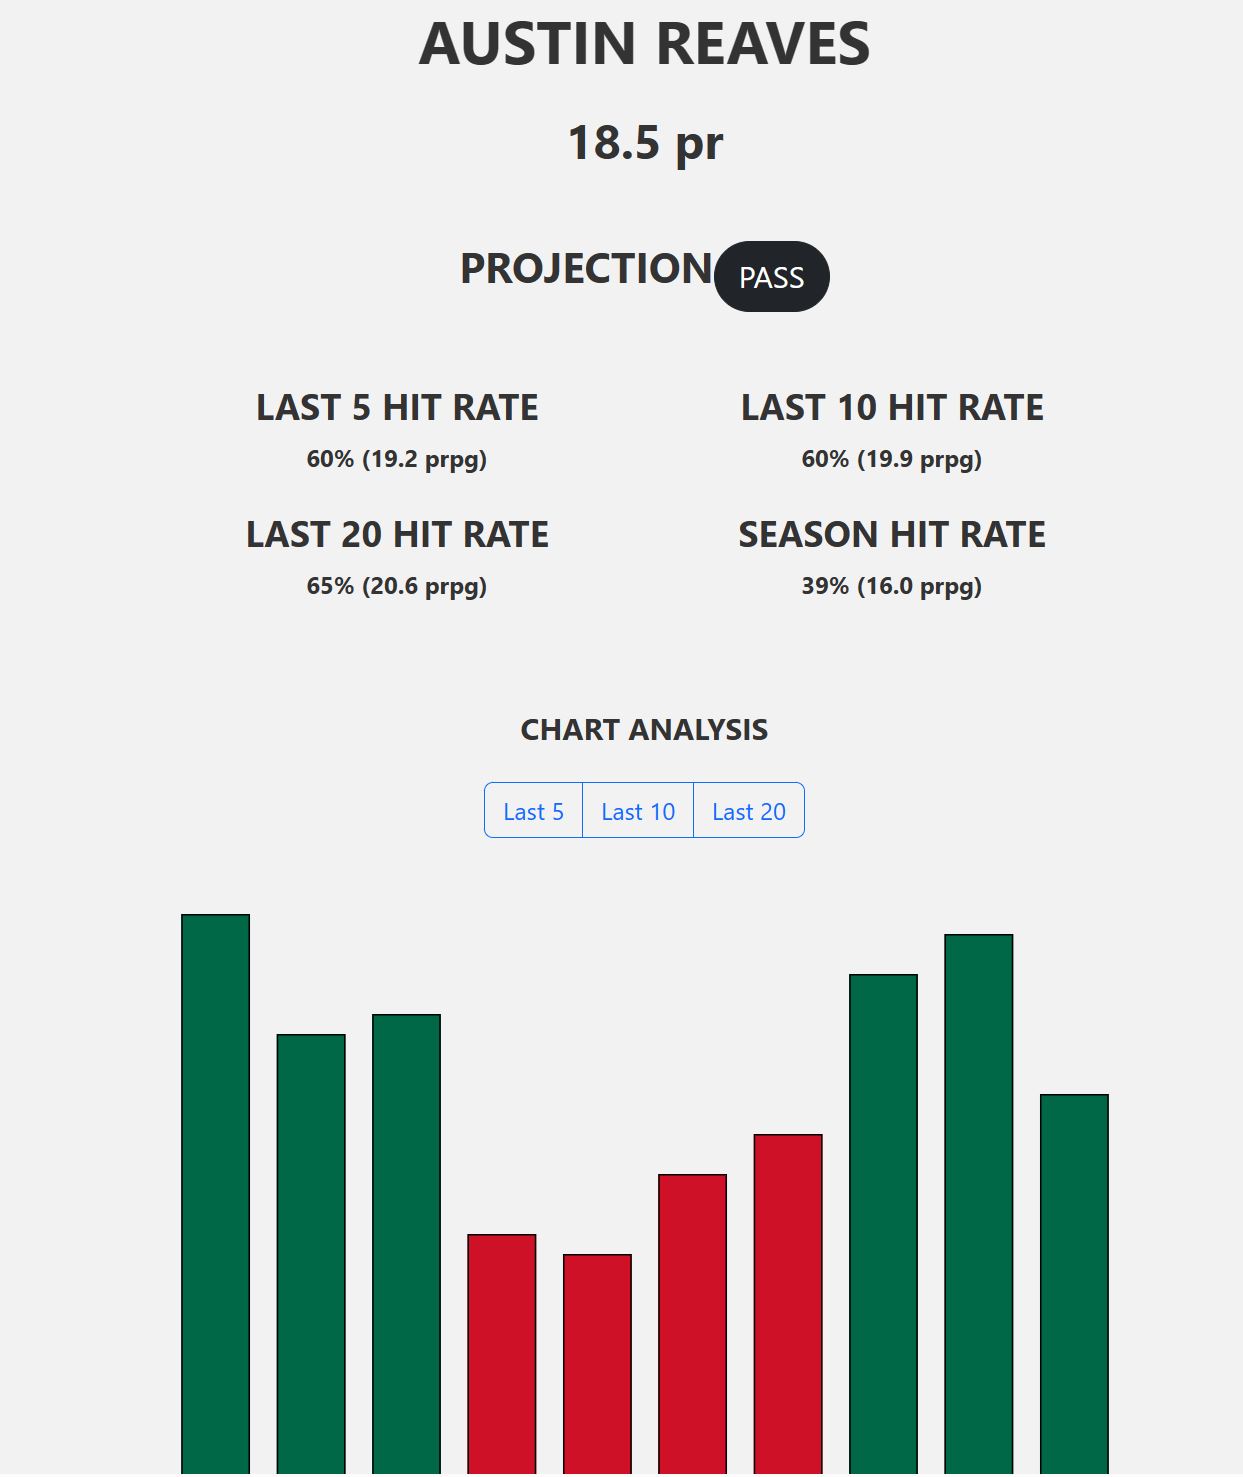 AUSTIN REAVES
18.5 pr
PROJECTION PASS
LAST 5 HIT RATE
60% (19.2 prpg)
LAST 10 HIT RATE
60% (19.9 prpg)
LAST 20 HIT RATE
65% (20.6 prpg)
SEASON HIT RATE
39% (16.0 prpg)
CHART ANALYSIS
Last 5 Last 10 Last 20